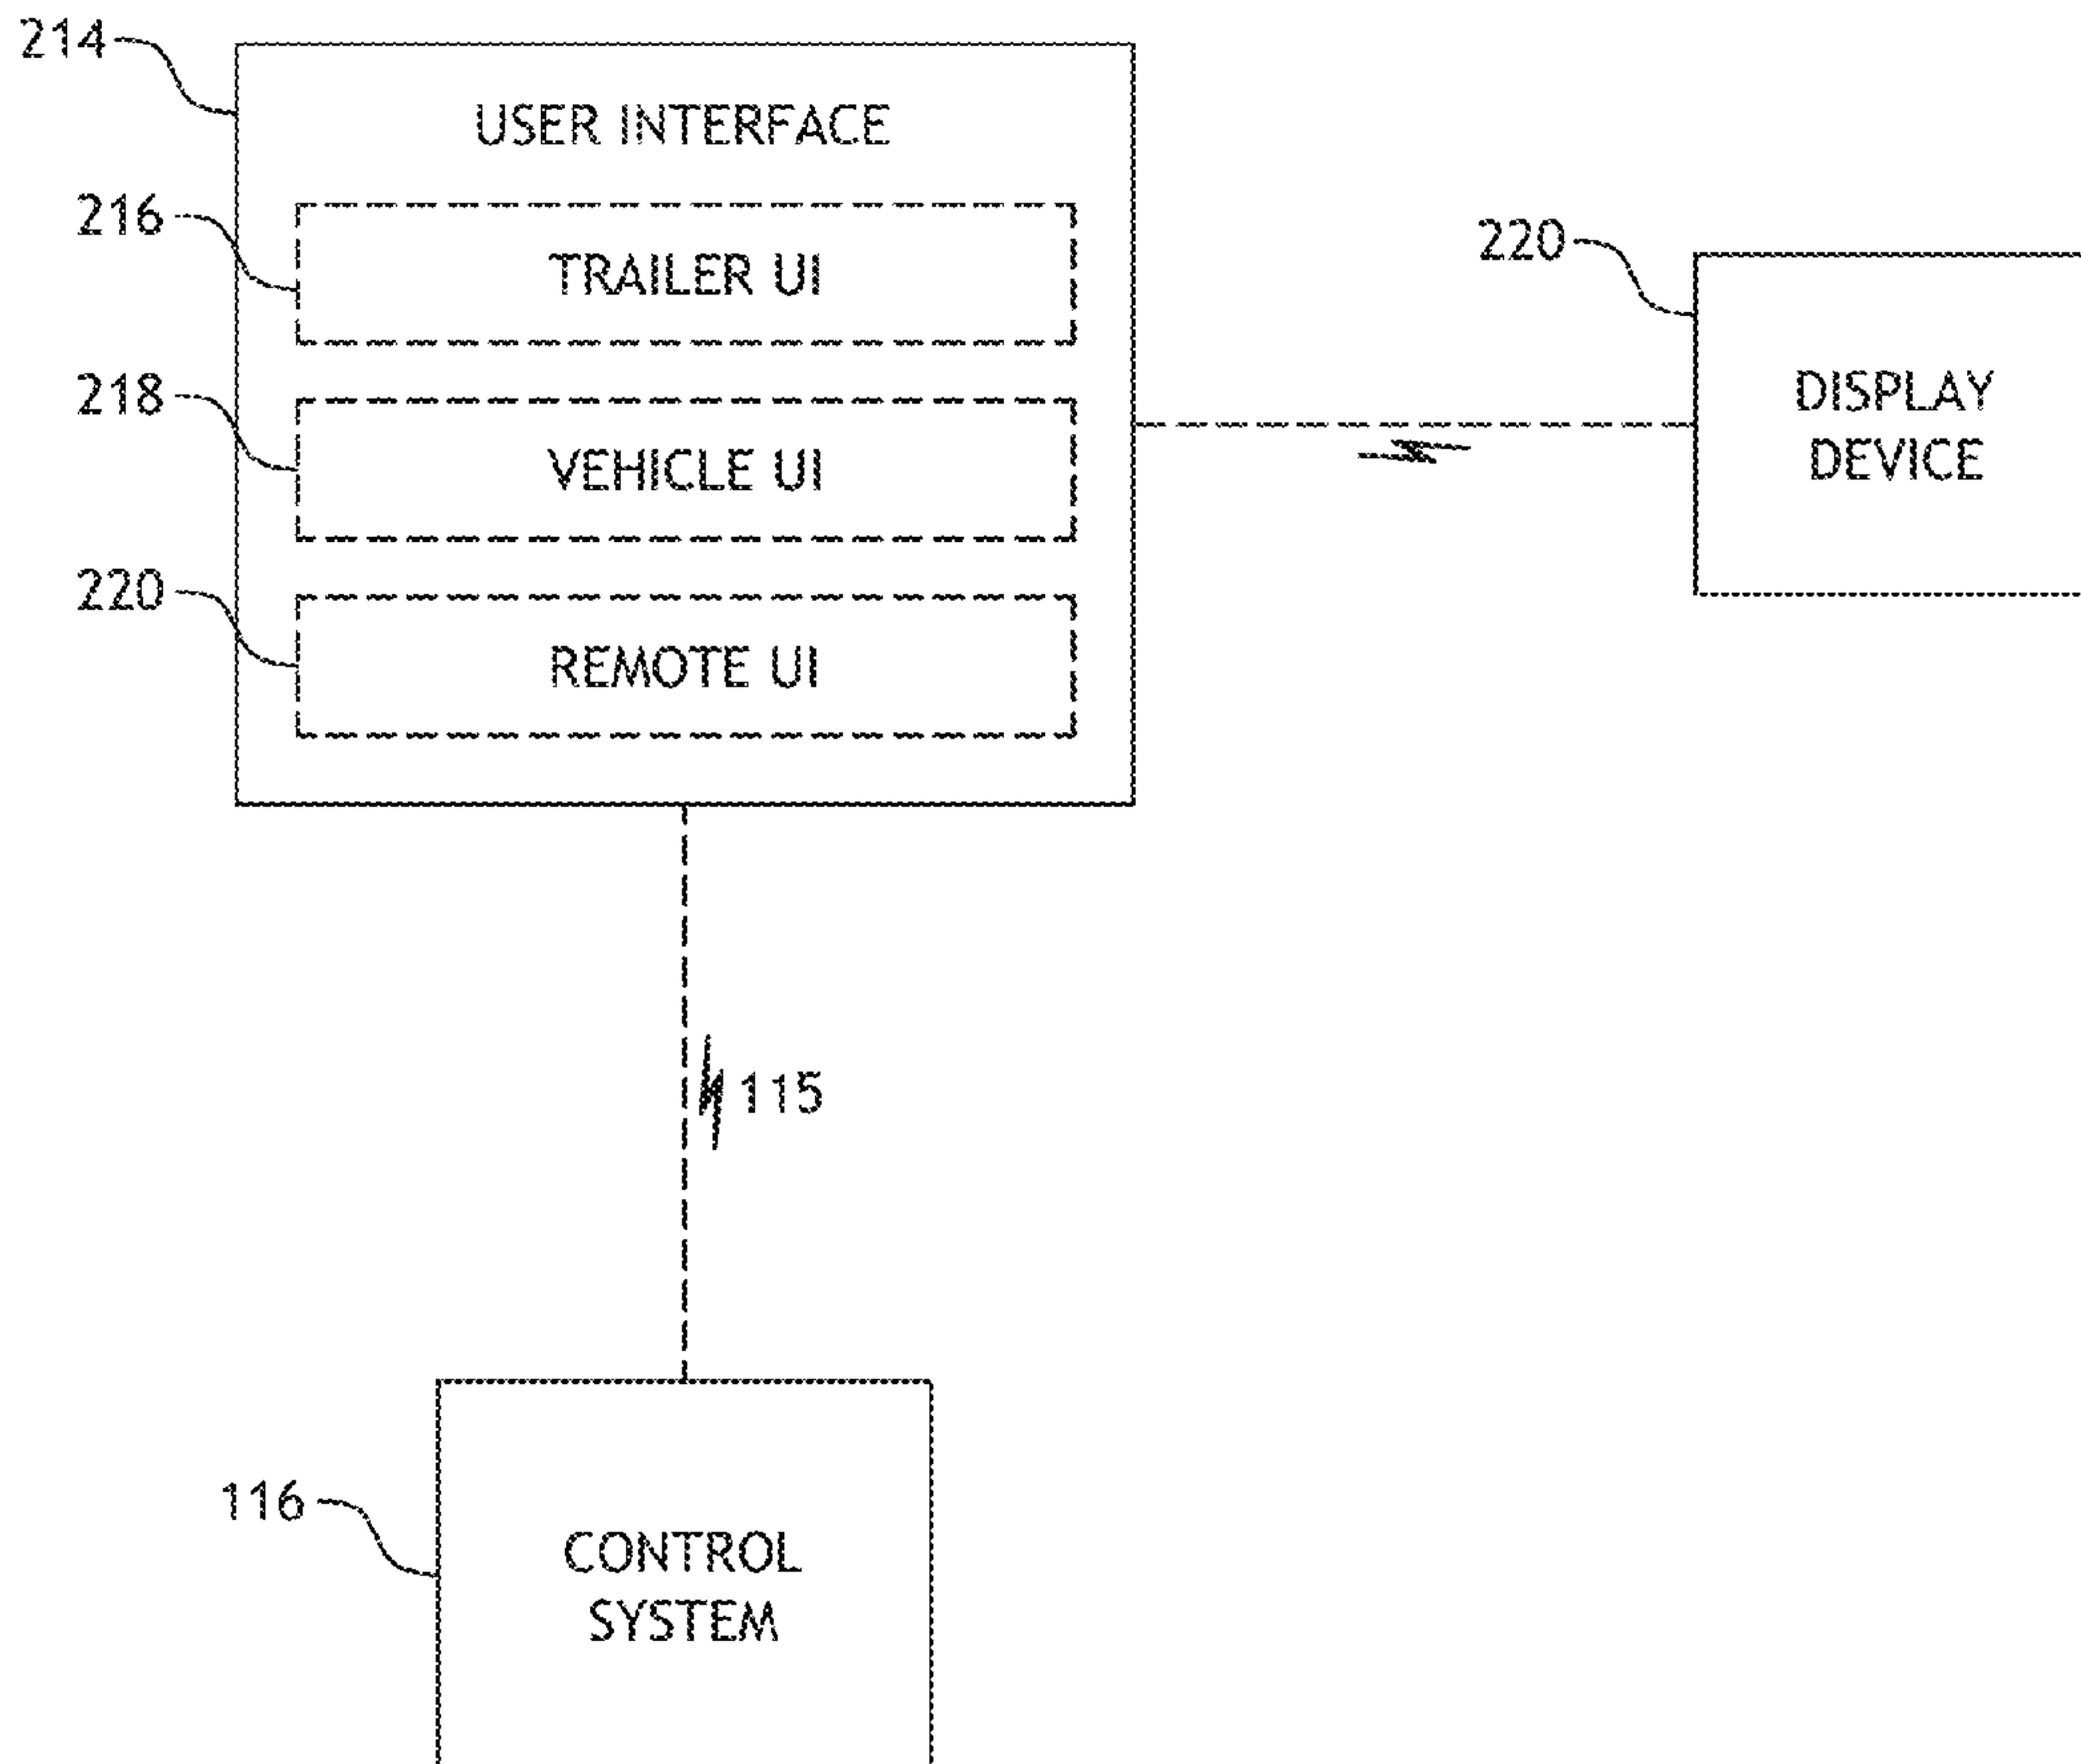 214
USER INTERFACE
216
TRAILER UI
218
VEHICLE UI
220
REMOTE UI
220
DISPLAY
DEVICE
115
116
CONTROL
SYSTEM